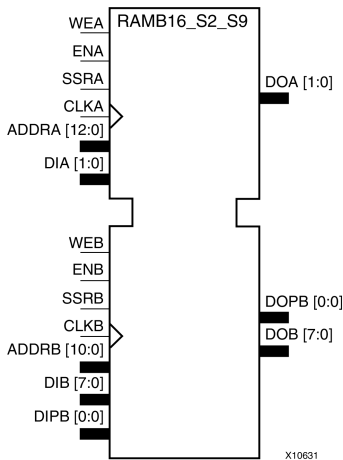 RAMB16_S2_S9
WEA
ENA
SSRA
CLKA
ADDRA [12:0]
DIA [1:0]
DOA [1:0]
WEB
ENB
SSRB
CLKB
ADDRB [10:0]
DIB [7:0]
DIPB [0:0]
DOPB [0:0]
DOB [7:0]
X10631